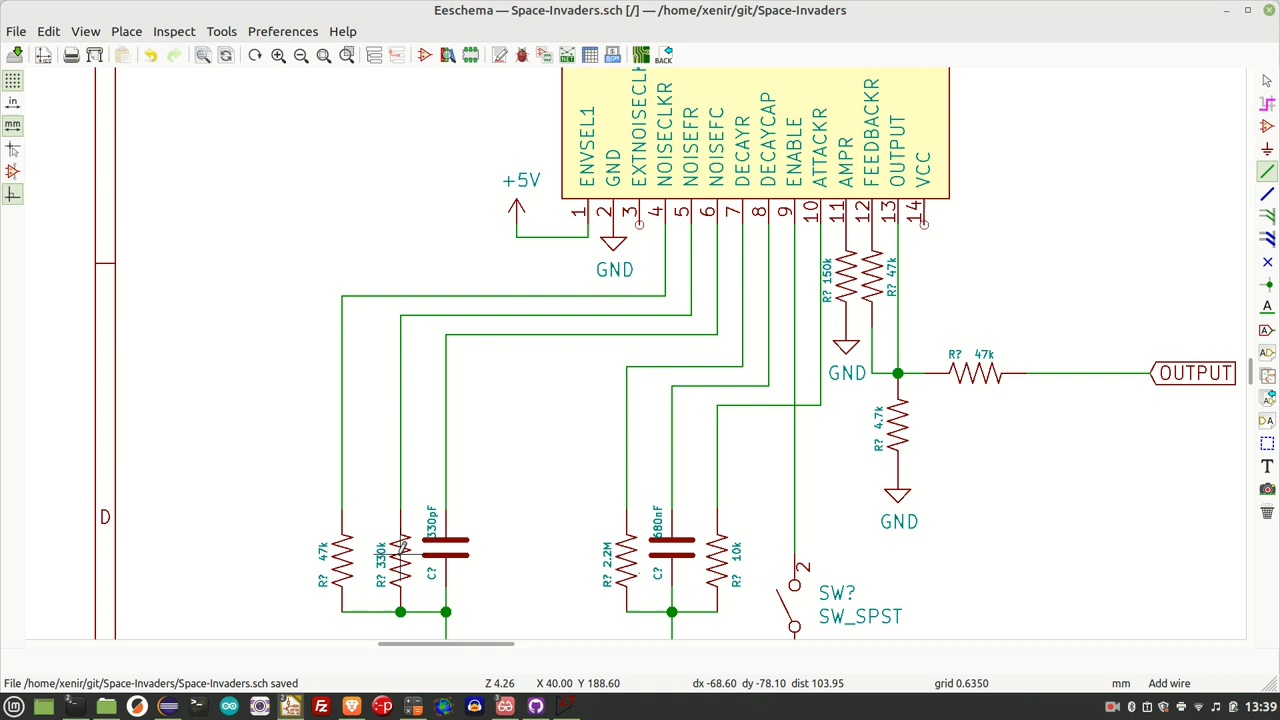 Eeschema — Space-Invaders.sch [/] — /home/xenir/git/Space-Invaders
File Edit View Place Inspect Tools Preferences Help
BACK
in
mm
ENVSEL1
GND
EXTNOISECLKR
NOISECLKR
NOISEFR
NOISEFC
DECAYR
DECAYCAP
ENABLE
ATTACKR
AMPR
FEEDBACKR
OUTPUT
VCC
1 2 3 4 5 6 7 8 9 10 11 12 13 14
+5V
GND
R? 150k
R? 47k
GND
R? 47k
OUTPUT
R? 4.7k
GND
D
R? 47k
R? 330k
C? 330pF
R? 2.2M
C? 680nF
R? 10k
2
SW?
SW_SPST
File /home/xenir/git/Space-Invaders/Space-Invaders.sch saved
Z 4.26
X 40.00 Y 188.60
dx -68.60 dy -78.10 dist 103.95
grid 0.6350
mm
Add wire
13:39